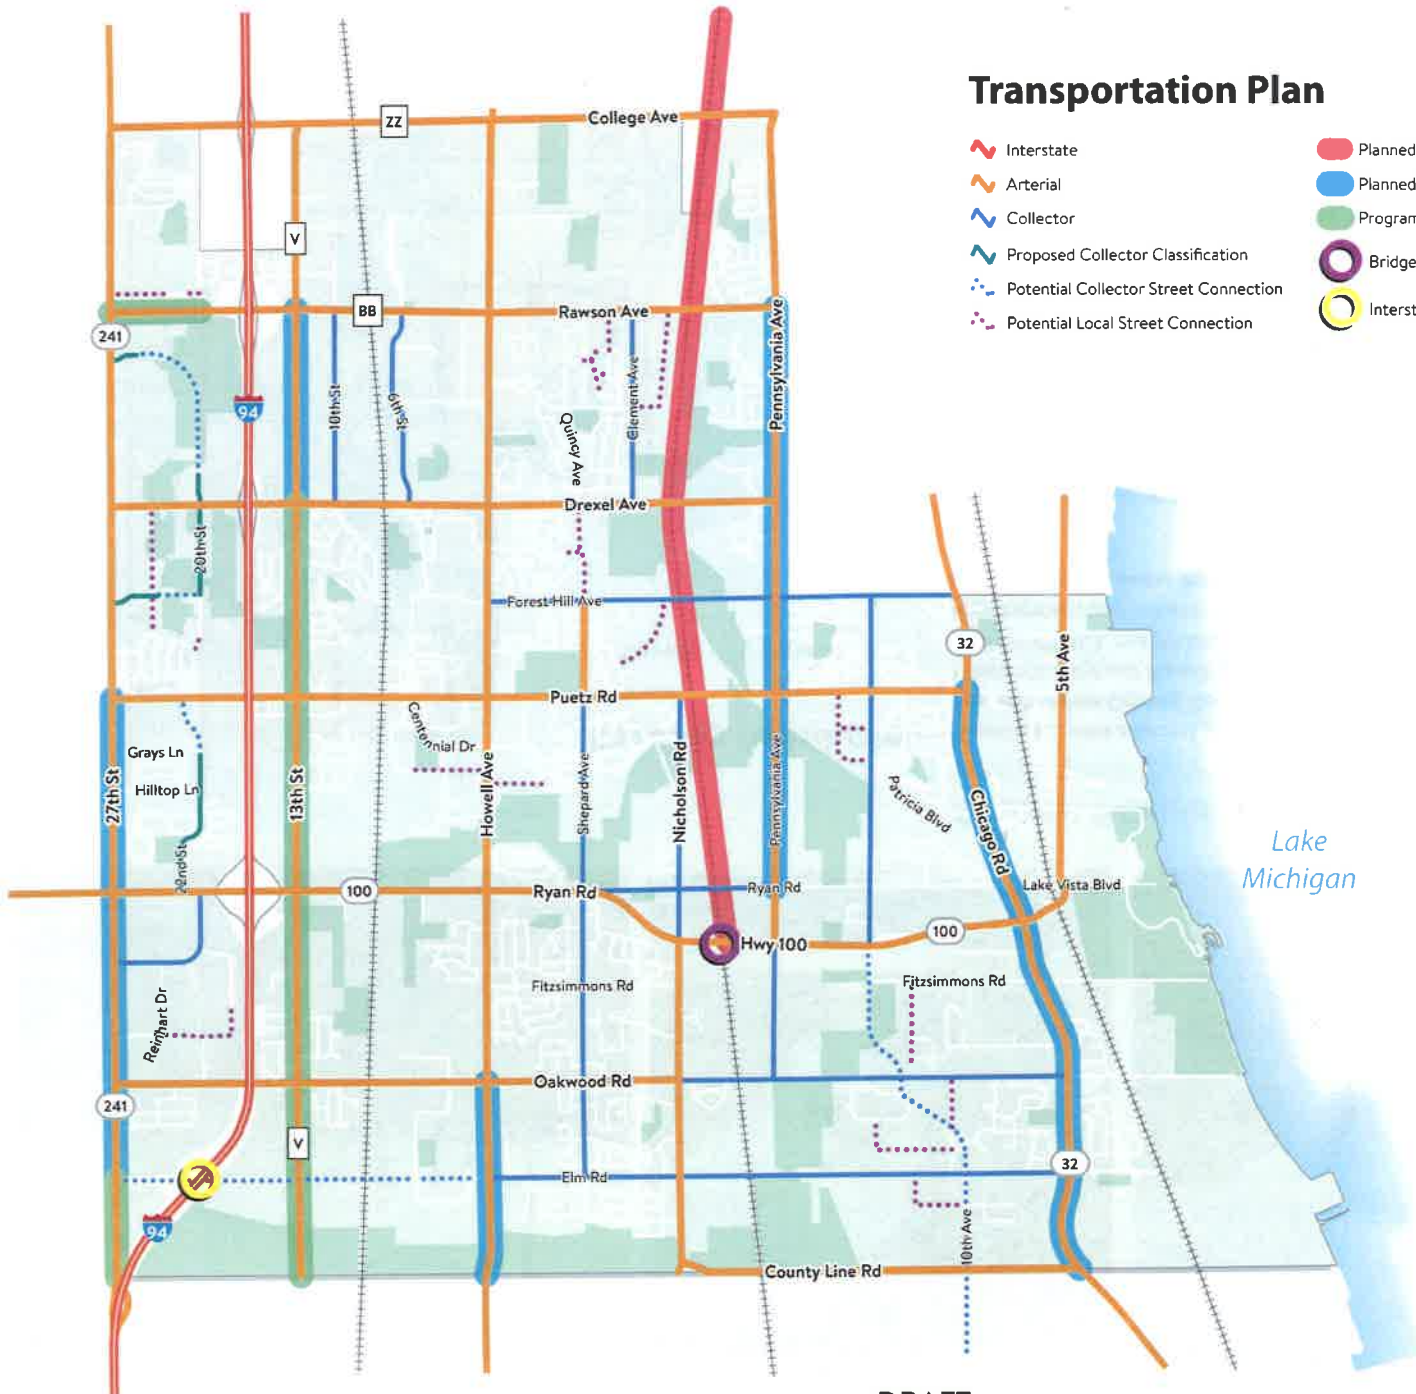 Transportation Plan
Interstate
Arterial
Collector
Proposed Collector Classification
Potential Collector Street Connection
Potential Local Street Connection
Planned
Planned
Program
Bridge
Interst
College Ave
ZZ
V
BB
Rawson Ave
241
Pennsylvania Ave
94
10th St
6th St
Clement Ave
Quincy Ave
Drexel Ave
20th St
Forest Hill Ave
32
5th Ave
Puetz Rd
Centennial Dr
Grays Ln
Hilltop Ln
27th St
13th St
Howell Ave
Shepard Ave
Nicholson Rd
Pennsylvania Ave
Patricia Blvd
Chicago Rd
Lake
Michigan
22nd St
100
Ryan Rd
Ryan Rd
Lake Vista Blvd
Hwy 100
100
Fitzsimmons Rd
Fitzsimmons Rd
Reinhart Dr
Oakwood Rd
241
V
32
Elm Rd
94
10th Ave
County Line Rd